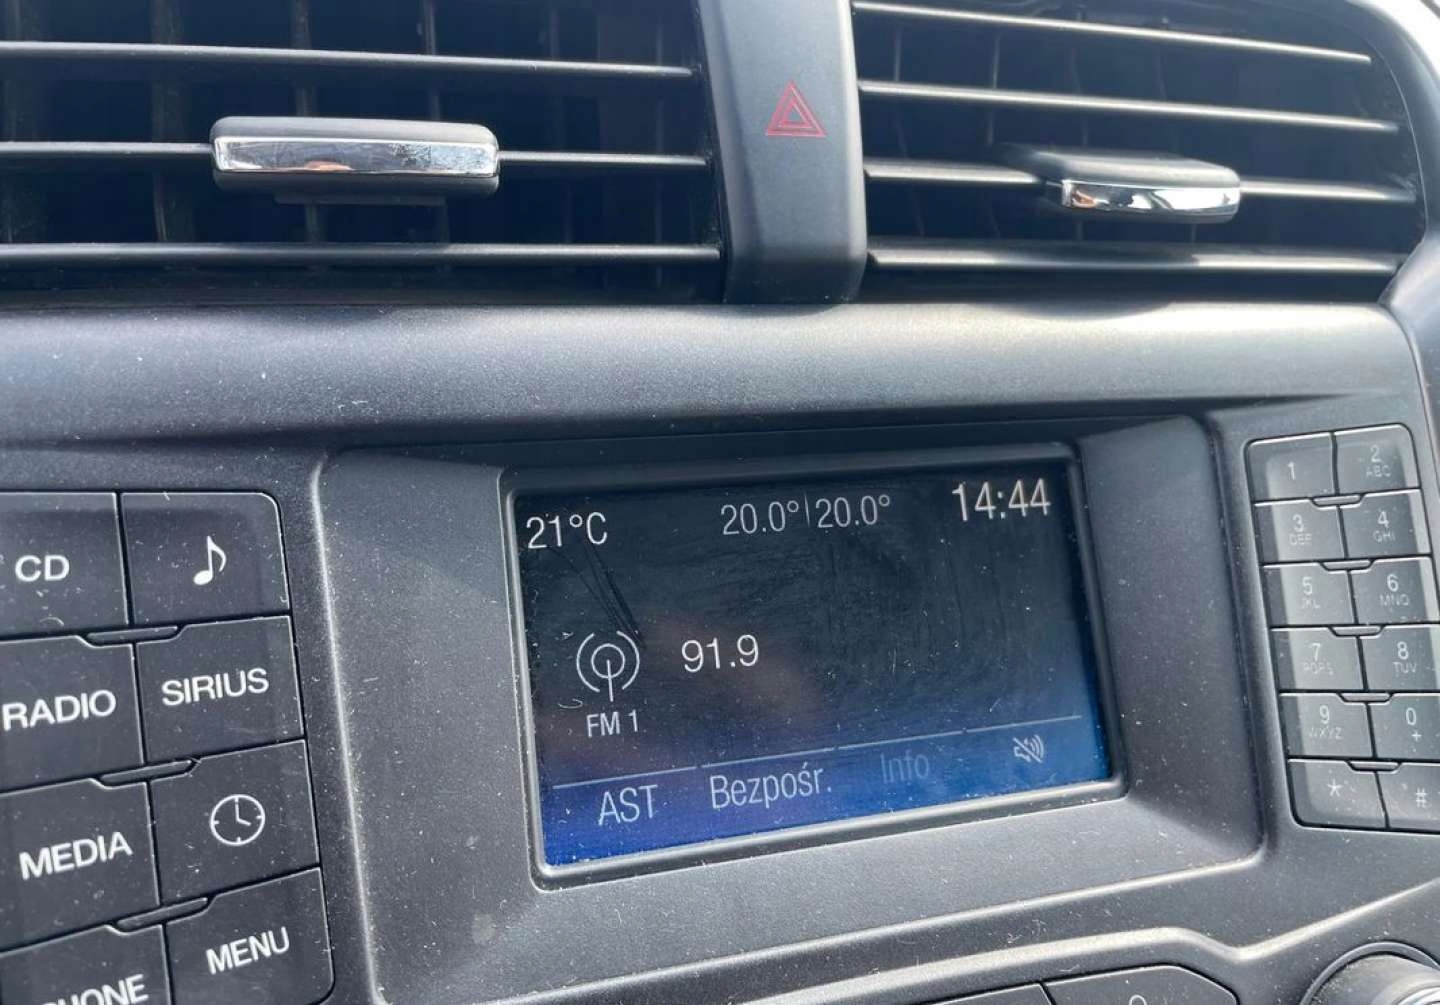 21°C 20.0° 20.0° 14:44
91.9
FM 1
AST Bezpośr. Info
CD
RADIO SIRIUS
MEDIA
MENU
1 2 ABC
3 DEF 4 GHI
5 JKL 6 MNO
7 PQRS 8 TUV
9 WXYZ 0 +
* #